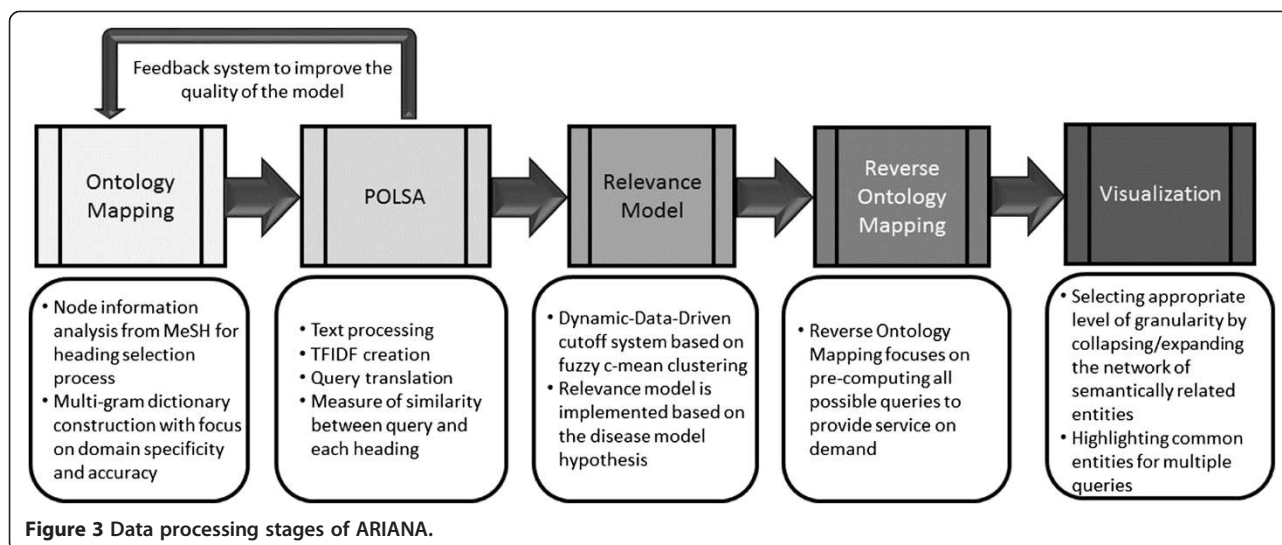 Feedback system to improve the
quality of the model
Ontology
Mapping
POLSA
Relevance
Model
Reverse
Ontology
Mapping
Visualization
• Node information
analysis from MeSH for
heading selection
process
• Multi-gram dictionary
construction with focus
on domain specificity
and accuracy
• Text processing
• TFIDF creation
• Query translation
• Measure of similarity
between query and
each heading
• Dynamic-Data-Driven
cutoff system based on
fuzzy c-mean clustering
• Relevance model is
implemented based on
the disease model
hypothesis
• Reverse Ontology
Mapping focuses on
pre-computing all
possible queries to
provide service on
demand
• Selecting appropriate
level of granularity by
collapsing/expanding
the network of
semantically related
entities
• Highlighting common
entities for multiple
queries
Figure 3 Data processing stages of ARIANA.